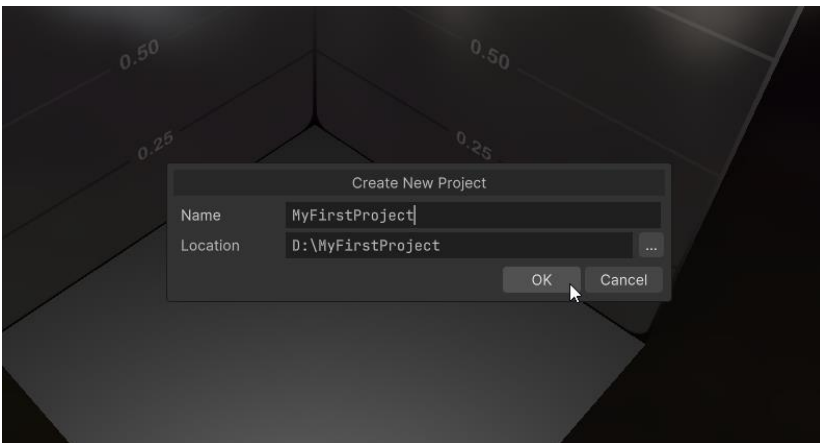 0.50
0.50
0.25
0.25
Create New Project
Name MyFirstProject
Location D:\MyFirstProject ...
OK Cancel